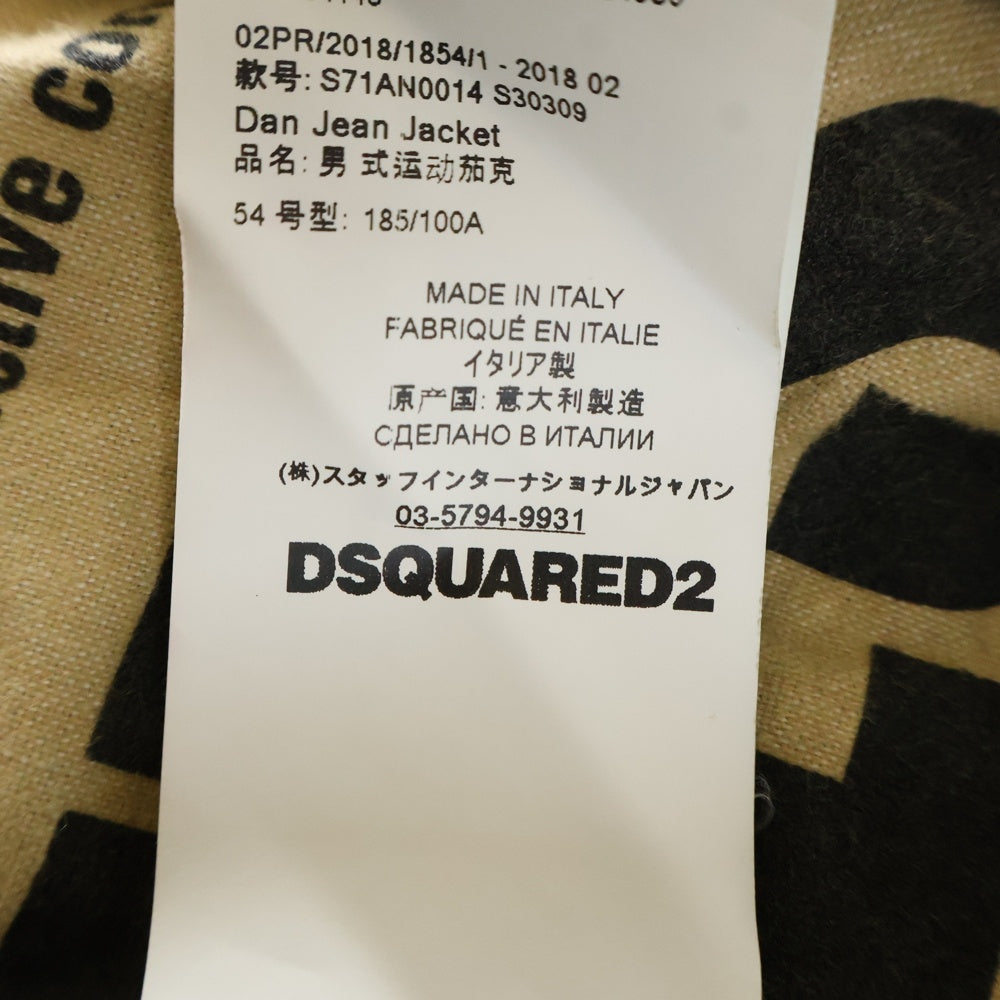 02PR/2018/1854/1 - 2018 02
款号: S71AN0014 S30309
Dan Jean Jacket
品名: 男 式运动茄克
54 号型: 185/100A
MADE IN ITALY
FABRIQUÉ EN ITALIE
イタリア製
原产国: 意大利製造
СДЕЛАНО В ИТАЛИИ
(株)スタッフインターナショナルジャパン
03-5794-9931
DSQUARED2